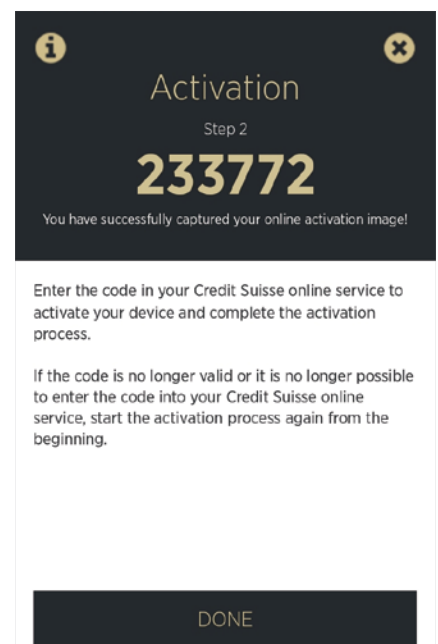 Activation
Step 2
233772
You have successfully captured your online activation image!
Enter the code in your Credit Suisse online service to
activate your device and complete the activation
process.
If the code is no longer valid or it is no longer possible
to enter the code into your Credit Suisse online
service, start the activation process again from the
beginning.
DONE